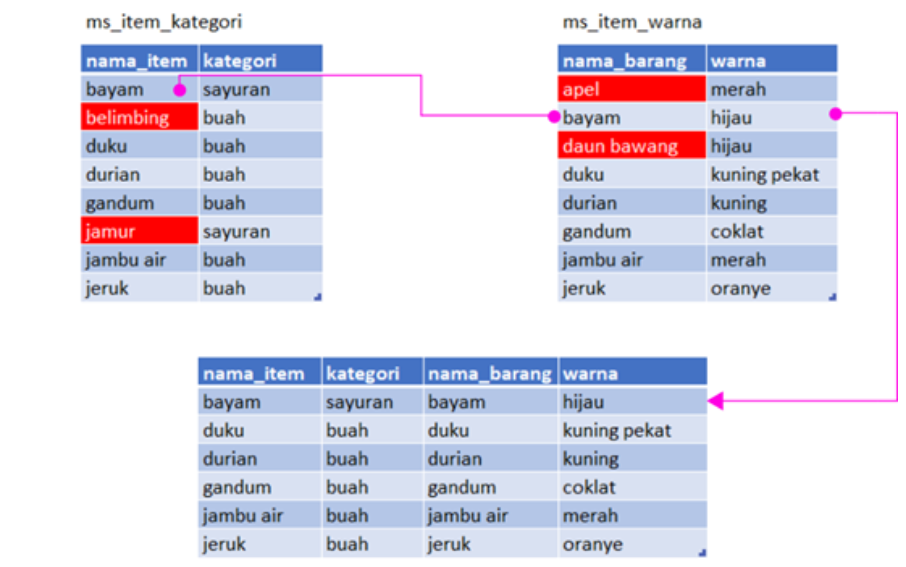 ms_item_kategori
nama_item kategori
bayam sayuran
belimbing buah
duku buah
durian buah
gandum buah
jamur sayuran
jambu air buah
jeruk buah
ms_item_warna
nama_barang warna
apel merah
bayam hijau
daun bawang hijau
duku kuning pekat
durian kuning
gandum coklat
jambu air merah
jeruk oranye
nama_item kategori nama_barang warna
bayam sayuran bayam hijau
duku buah duku kuning pekat
durian buah durian kuning
gandum buah gandum coklat
jambu air buah jambu air merah
jeruk buah jeruk oranye